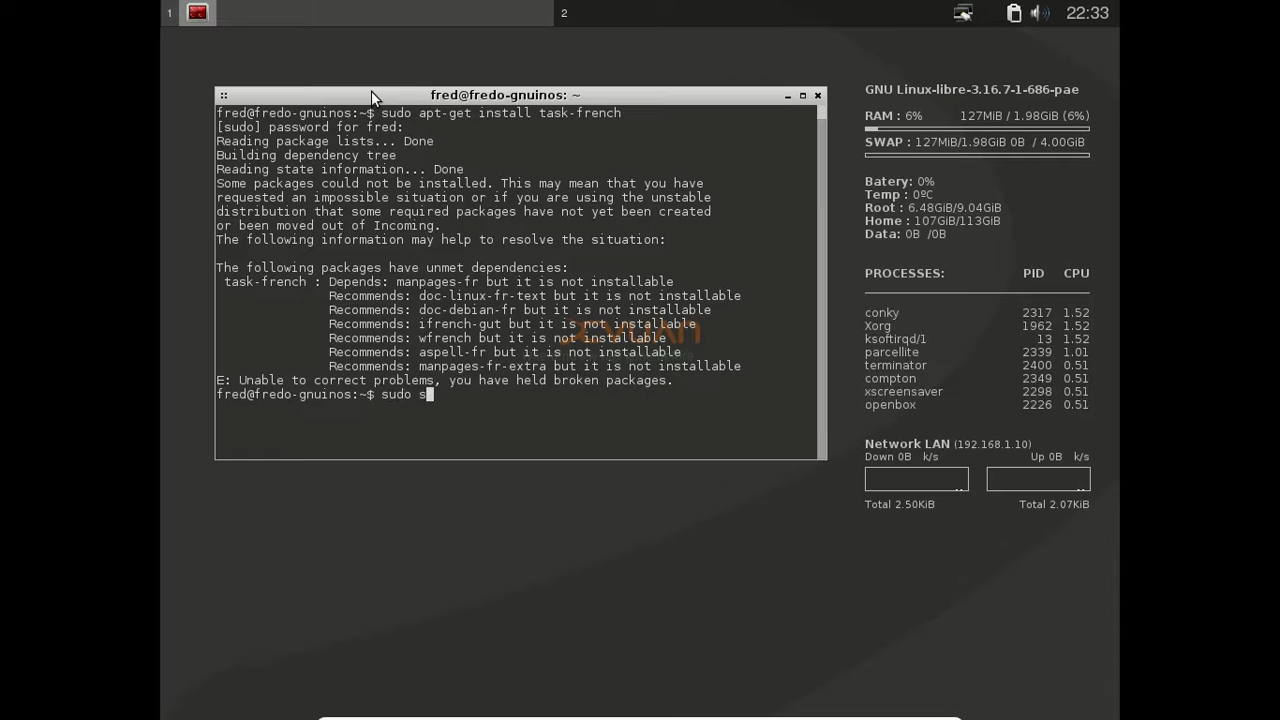 1
2
22:33
fred@fredo-gnuinos: ~
fred@fredo-gnuinos:~$ sudo apt-get install task-french
[sudo] password for fred:
Reading package lists... Done
Building dependency tree
Reading state information... Done
Some packages could not be installed. This may mean that you have
requested an impossible situation or if you are using the unstable
distribution that some required packages have not yet been created
or been moved out of Incoming.
The following information may help to resolve the situation:
The following packages have unmet dependencies:
task-french : Depends: manpages-fr but it is not installable
Recommends: doc-linux-fr-text but it is not installable
Recommends: doc-debian-fr but it is not installable
Recommends: ifrench-gut but it is not installable
Recommends: wfrench but it is not installable
Recommends: aspell-fr but it is not installable
Recommends: manpages-fr-extra but it is not installable
E: Unable to correct problems, you have held broken packages.
fred@fredo-gnuinos:~$ sudo s
GNU Linux-libre-3.16.7-1-686-pae
RAM : 6% 127MiB / 1.98GiB (6%)
SWAP : 127MiB/1.98GiB 0B / 4.00GiB
Batery: 0%
Temp : 0ºC
Root : 6.48GiB/9.04GiB
Home : 107GiB/113GiB
Data: 0B /0B
PROCESSES: PID CPU
conky 2317 1.52
Xorg 1962 1.52
ksoftirqd/1 13 1.52
parcellite 2339 1.01
terminator 2400 0.51
compton 2349 0.51
xscreensaver 2298 0.51
openbox 2226 0.51
Network LAN (192.168.1.10)
Down 0B k/s Up 0B k/s
Total 2.50KiB Total 2.07KiB